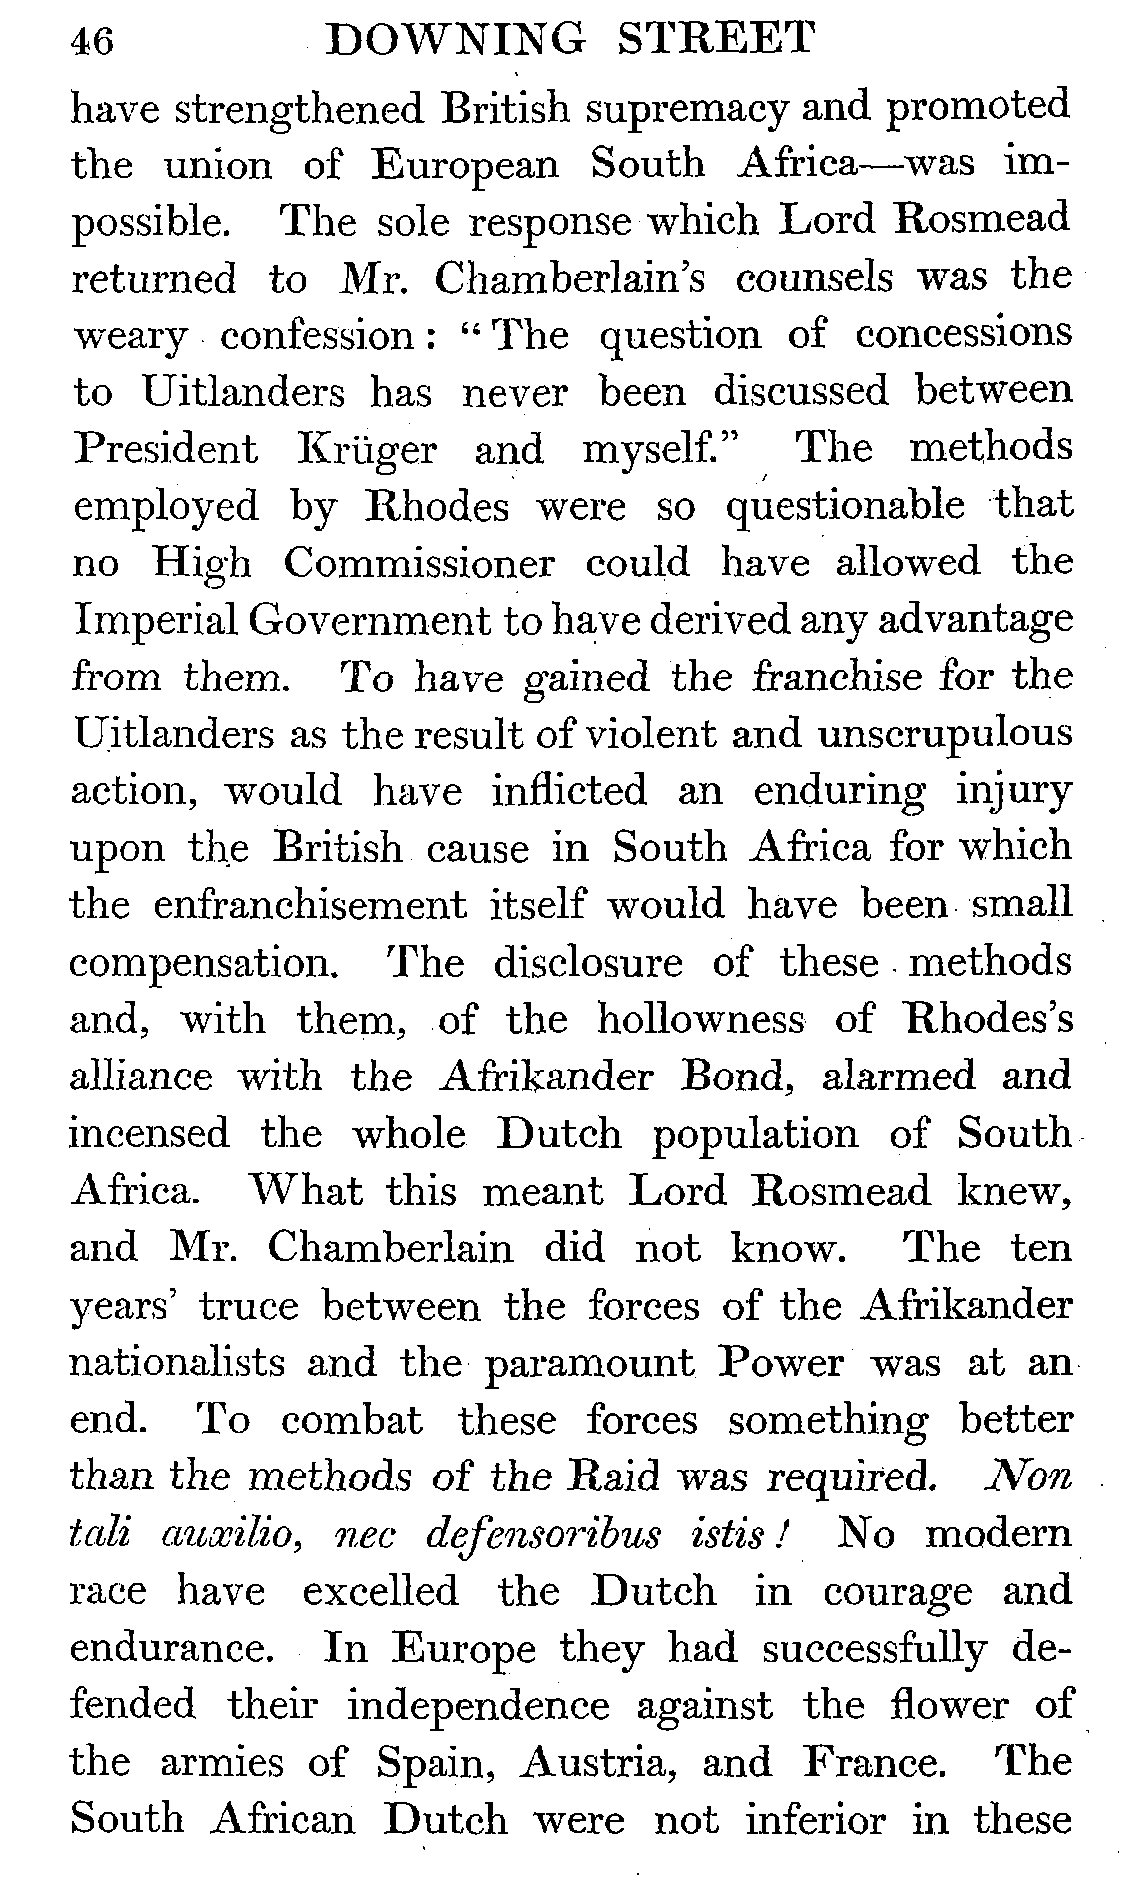 46 DOWNING STREET
have strengthened British supremacy and promoted
the union of European South Africa—was im-
possible. The sole response which Lord Rosmead
returned to Mr. Chamberlain's counsels was the
weary confession: “The question of concessions
to Uitlanders has never been discussed between
President Krüger and myself.” The methods
employed by Rhodes were so questionable that
no High Commissioner could have allowed the
Imperial Government to have derived any advantage
from them. To have gained the franchise for the
Uitlanders as the result of violent and unscrupulous
action, would have inflicted an enduring injury
upon the British cause in South Africa for which
the enfranchisement itself would have been small
compensation. The disclosure of these methods
and, with them, of the hollowness of Rhodes's
alliance with the Afrikander Bond, alarmed and
incensed the whole Dutch population of South
Africa. What this meant Lord Rosmead knew,
and Mr. Chamberlain did not know. The ten
years' truce between the forces of the Afrikander
nationalists and the paramount Power was at an
end. To combat these forces something better
than the methods of the Raid was required. Non
tali auxilio, nec defensoribus istis! No modern
race have excelled the Dutch in courage and
endurance. In Europe they had successfully de-
fended their independence against the flower of
the armies of Spain, Austria, and France. The
South African Dutch were not inferior in these